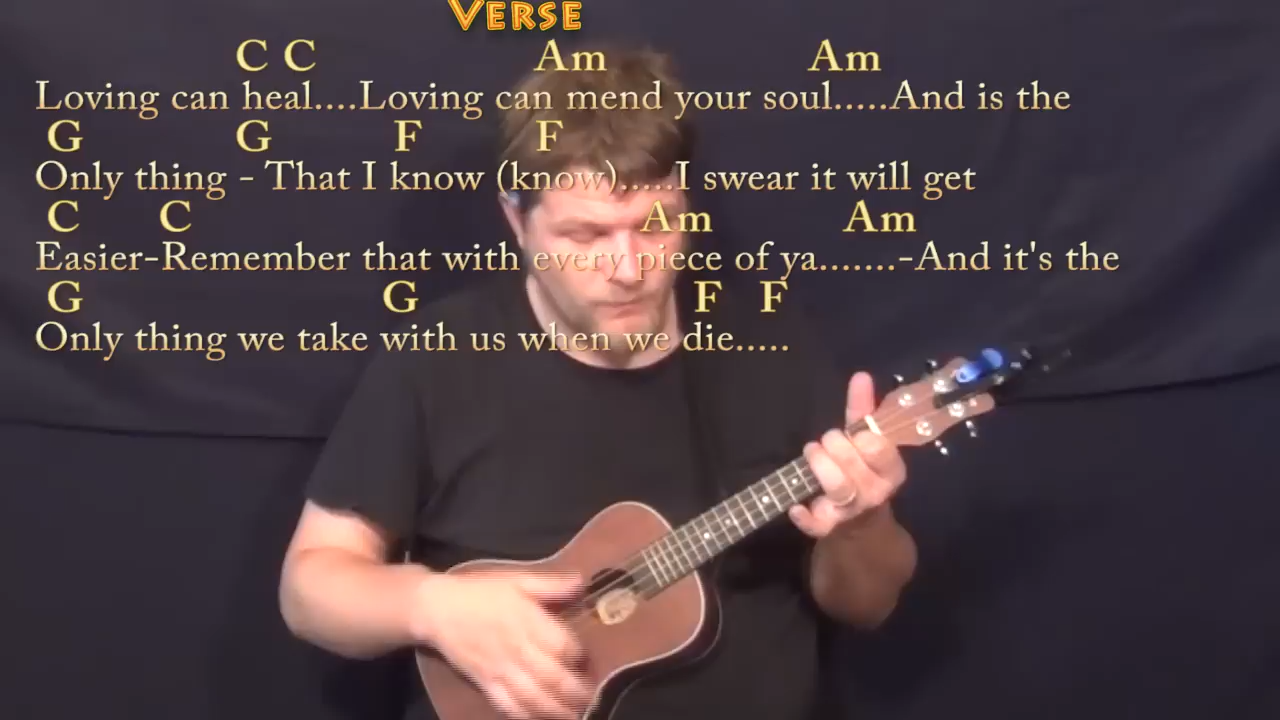 VERSE
C C Am Am
Loving can heal....Loving can mend your soul.....And is the
G G F F
Only thing - That I know (know).....I swear it will get
C C Am Am
Easier-Remember that with every piece of ya.......-And it's the
G G F F
Only thing we take with us when we die.....